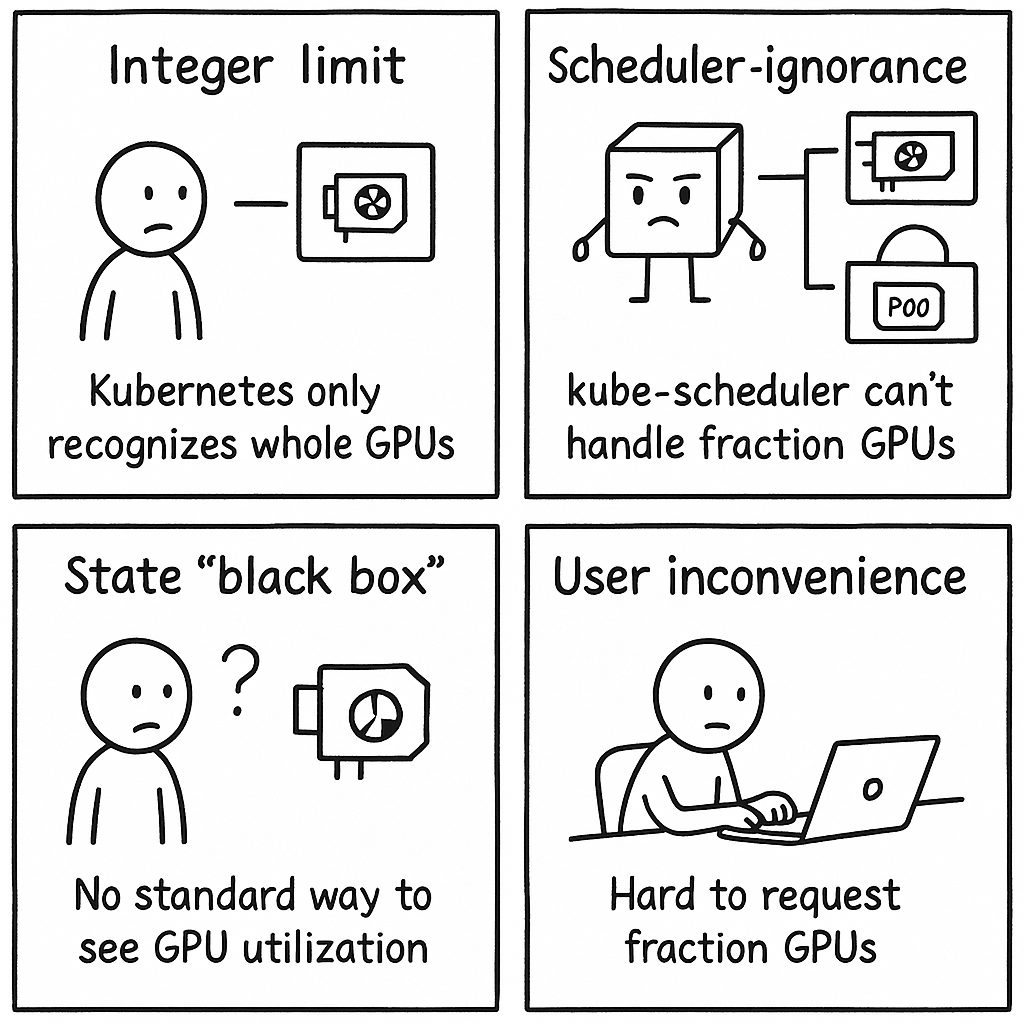 Integer limit
Kubernetes only
recognizes whole GPUs
Scheduler-ignorance
POO
kube-scheduler can't
handle fraction GPUs
State “black box”
?
No standard way to
see GPU utilization
User inconvenience
Hard to request
fraction GPUs